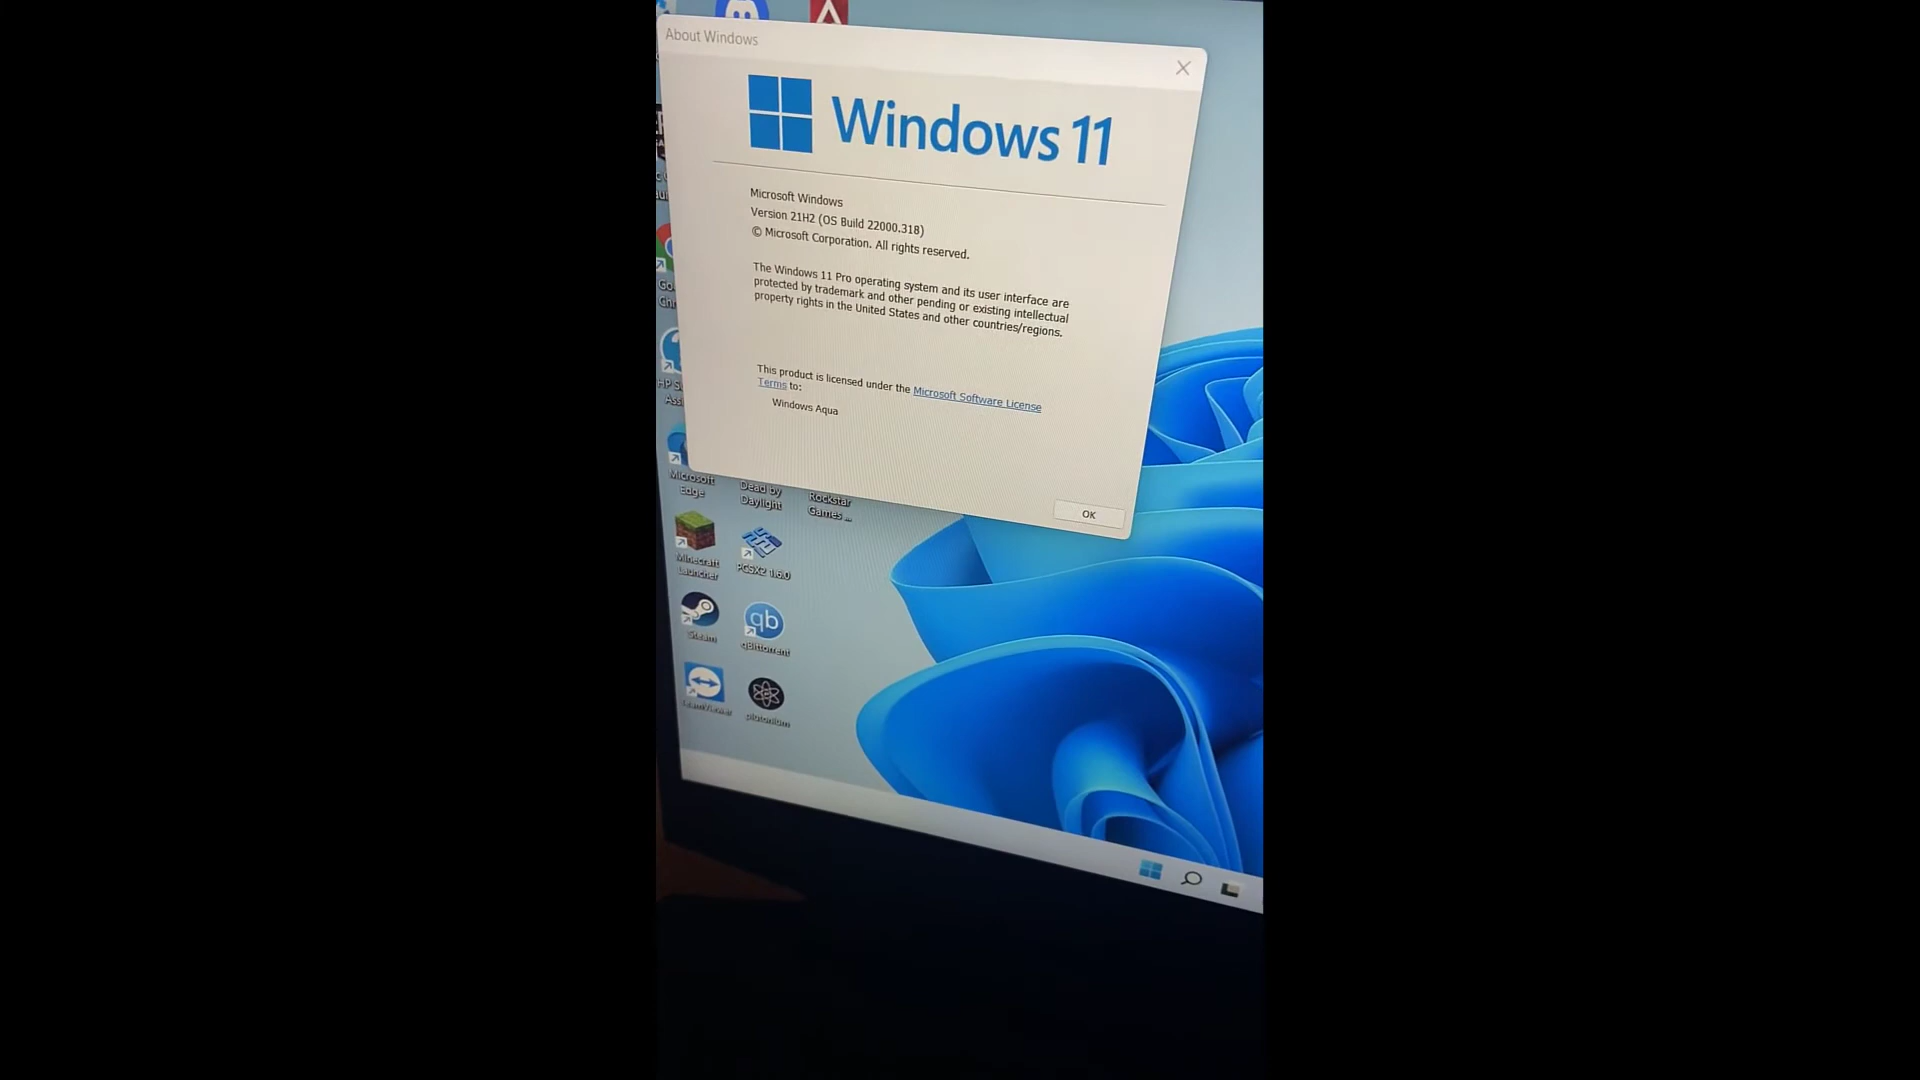 About Windows
Windows 11
Microsoft Windows
Version 21H2 (OS Build 22000.318)
© Microsoft Corporation. All rights reserved.
The Windows 11 Pro operating system and its user interface are
protected by trademark and other pending or existing intellectual
property rights in the United States and other countries/regions.
This product is licensed under the Microsoft Software License
Terms to:
Windows Aqua
OK
Microsoft
Edge
Dead by
Daylight
Rockstar
Games ...
Minecraft
Launcher
PCSX2 1.6.0
Steam
qb
qBittorrent
TeamViewer
plutonium